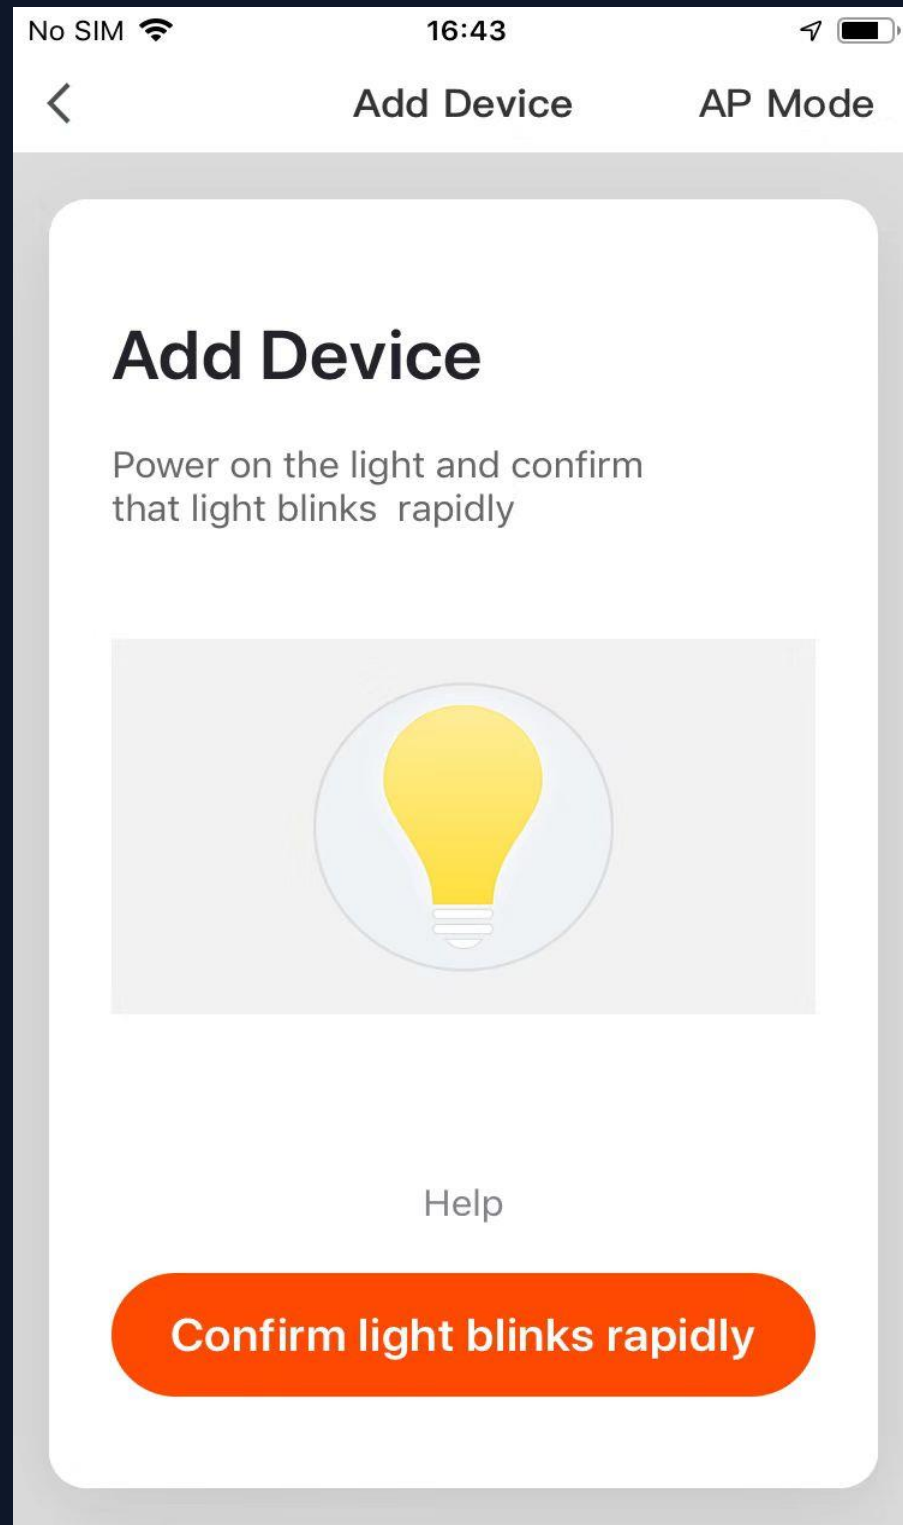 No SIM 16:43
Add Device AP Mode
Add Device
Power on the light and confirm
that light blinks  rapidly
Help
Confirm light blinks rapidly